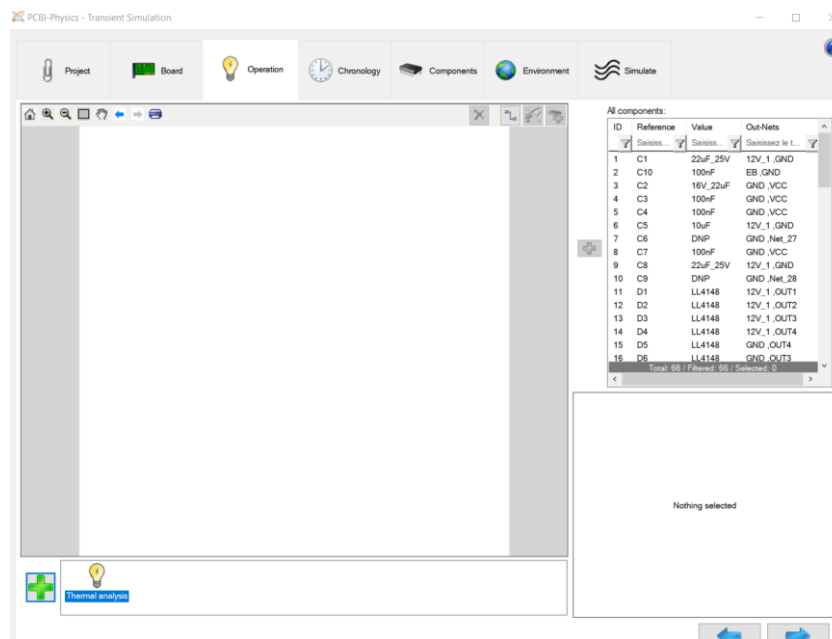 PCBI-Physics - Transient Simulation
Project Board Operation Chronology Components Environment Simulate
All components:
ID Reference Value Out-Nets
Saisiss... Saisiss... Saisissez le t...
1 C1 22uF_25V 12V_1 ,GND
2 C10 100nF EB ,GND
3 C2 16V_22uF GND ,VCC
4 C3 100nF GND ,VCC
5 C4 100nF GND ,VCC
6 C5 10uF 12V_1 ,GND
7 C6 DNP GND ,Net_27
8 C7 100nF GND ,VCC
9 C8 22uF_25V 12V_1 ,GND
10 C9 DNP GND ,Net_28
11 D1 LL4148 12V_1 ,OUT1
12 D2 LL4148 12V_1 ,OUT2
13 D3 LL4148 12V_1 ,OUT3
14 D4 LL4148 12V_1 ,OUT4
15 D5 LL4148 GND ,OUT4
16 D6 LL4148 GND ,OUT3
Total: 66 / Filtered: 66 / Selected: 0
Nothing selected
Thermal analysis